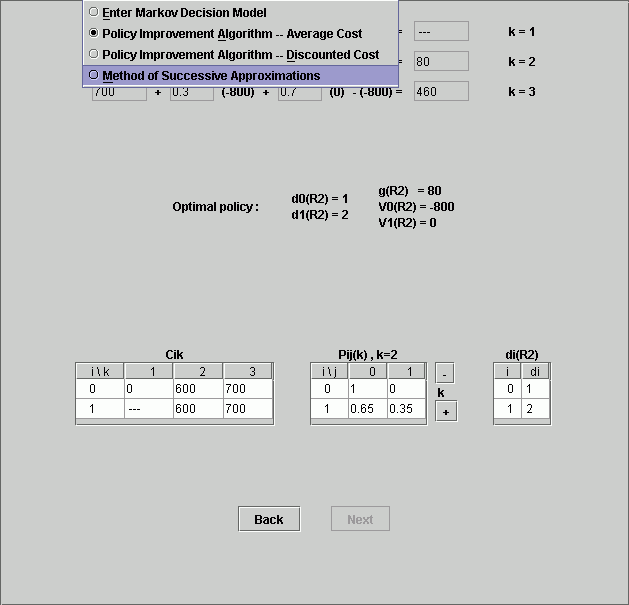 Enter Markov Decision Model
Policy Improvement Algorithm -- Average Cost = --- k = 1
Policy Improvement Algorithm -- Discounted Cost = 80 k = 2
Method of Successive Approximations
700 + 0.3 (-800) + 0.7 (0) - (-800) = 460 k = 3
g(R2) = 80
d0(R2) = 1
Optimal policy : V0(R2) = -800
d1(R2) = 2
V1(R2) = 0
Cik Pij(k) , k=2 di(R2)
i \ k 1 2 3 i \ j 0 1 - i di
0 0 600 700 0 1 0 k 0 1
1 --- 600 700 1 0.65 0.35 + 1 2
Back Next